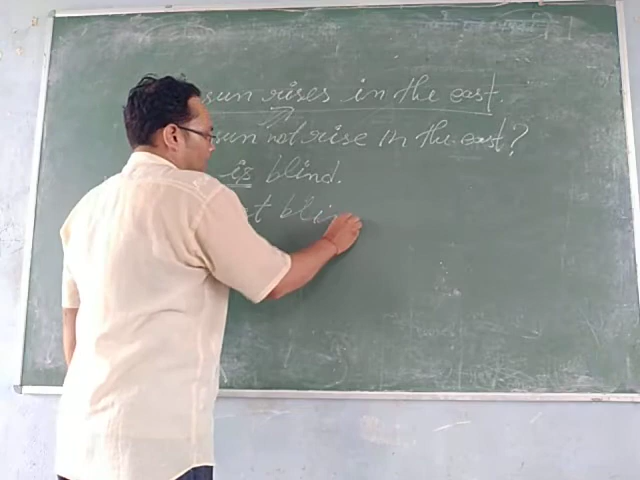 sun rises in the east.
sun not rise in the east?
is blind.
t blin